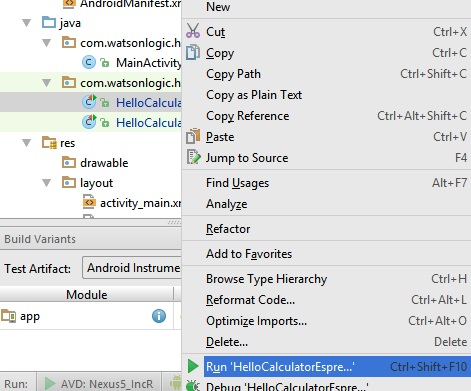 AndroidManifest.xm
java
com.watsonlogic.h
MainActivity
com.watsonlogic.h
HelloCalcula
HelloCalcula
res
drawable
layout
activity_main.xm
Build Variants
Test Artifact: Android Instrume
Module
app
Run: AVD: Nexus5_IncR
New
Cut Ctrl+X
Copy Ctrl+C
Copy Path Ctrl+Shift+C
Copy as Plain Text
Copy Reference Ctrl+Alt+Shift+C
Paste Ctrl+V
Jump to Source F4
Find Usages Alt+F7
Analyze
Refactor
Add to Favorites
Browse Type Hierarchy Ctrl+H
Reformat Code... Ctrl+Alt+L
Optimize Imports... Ctrl+Alt+O
Delete... Delete
Run 'HelloCalculatorEspre...' Ctrl+Shift+F10
Debug 'HelloCalculatorEspre...'